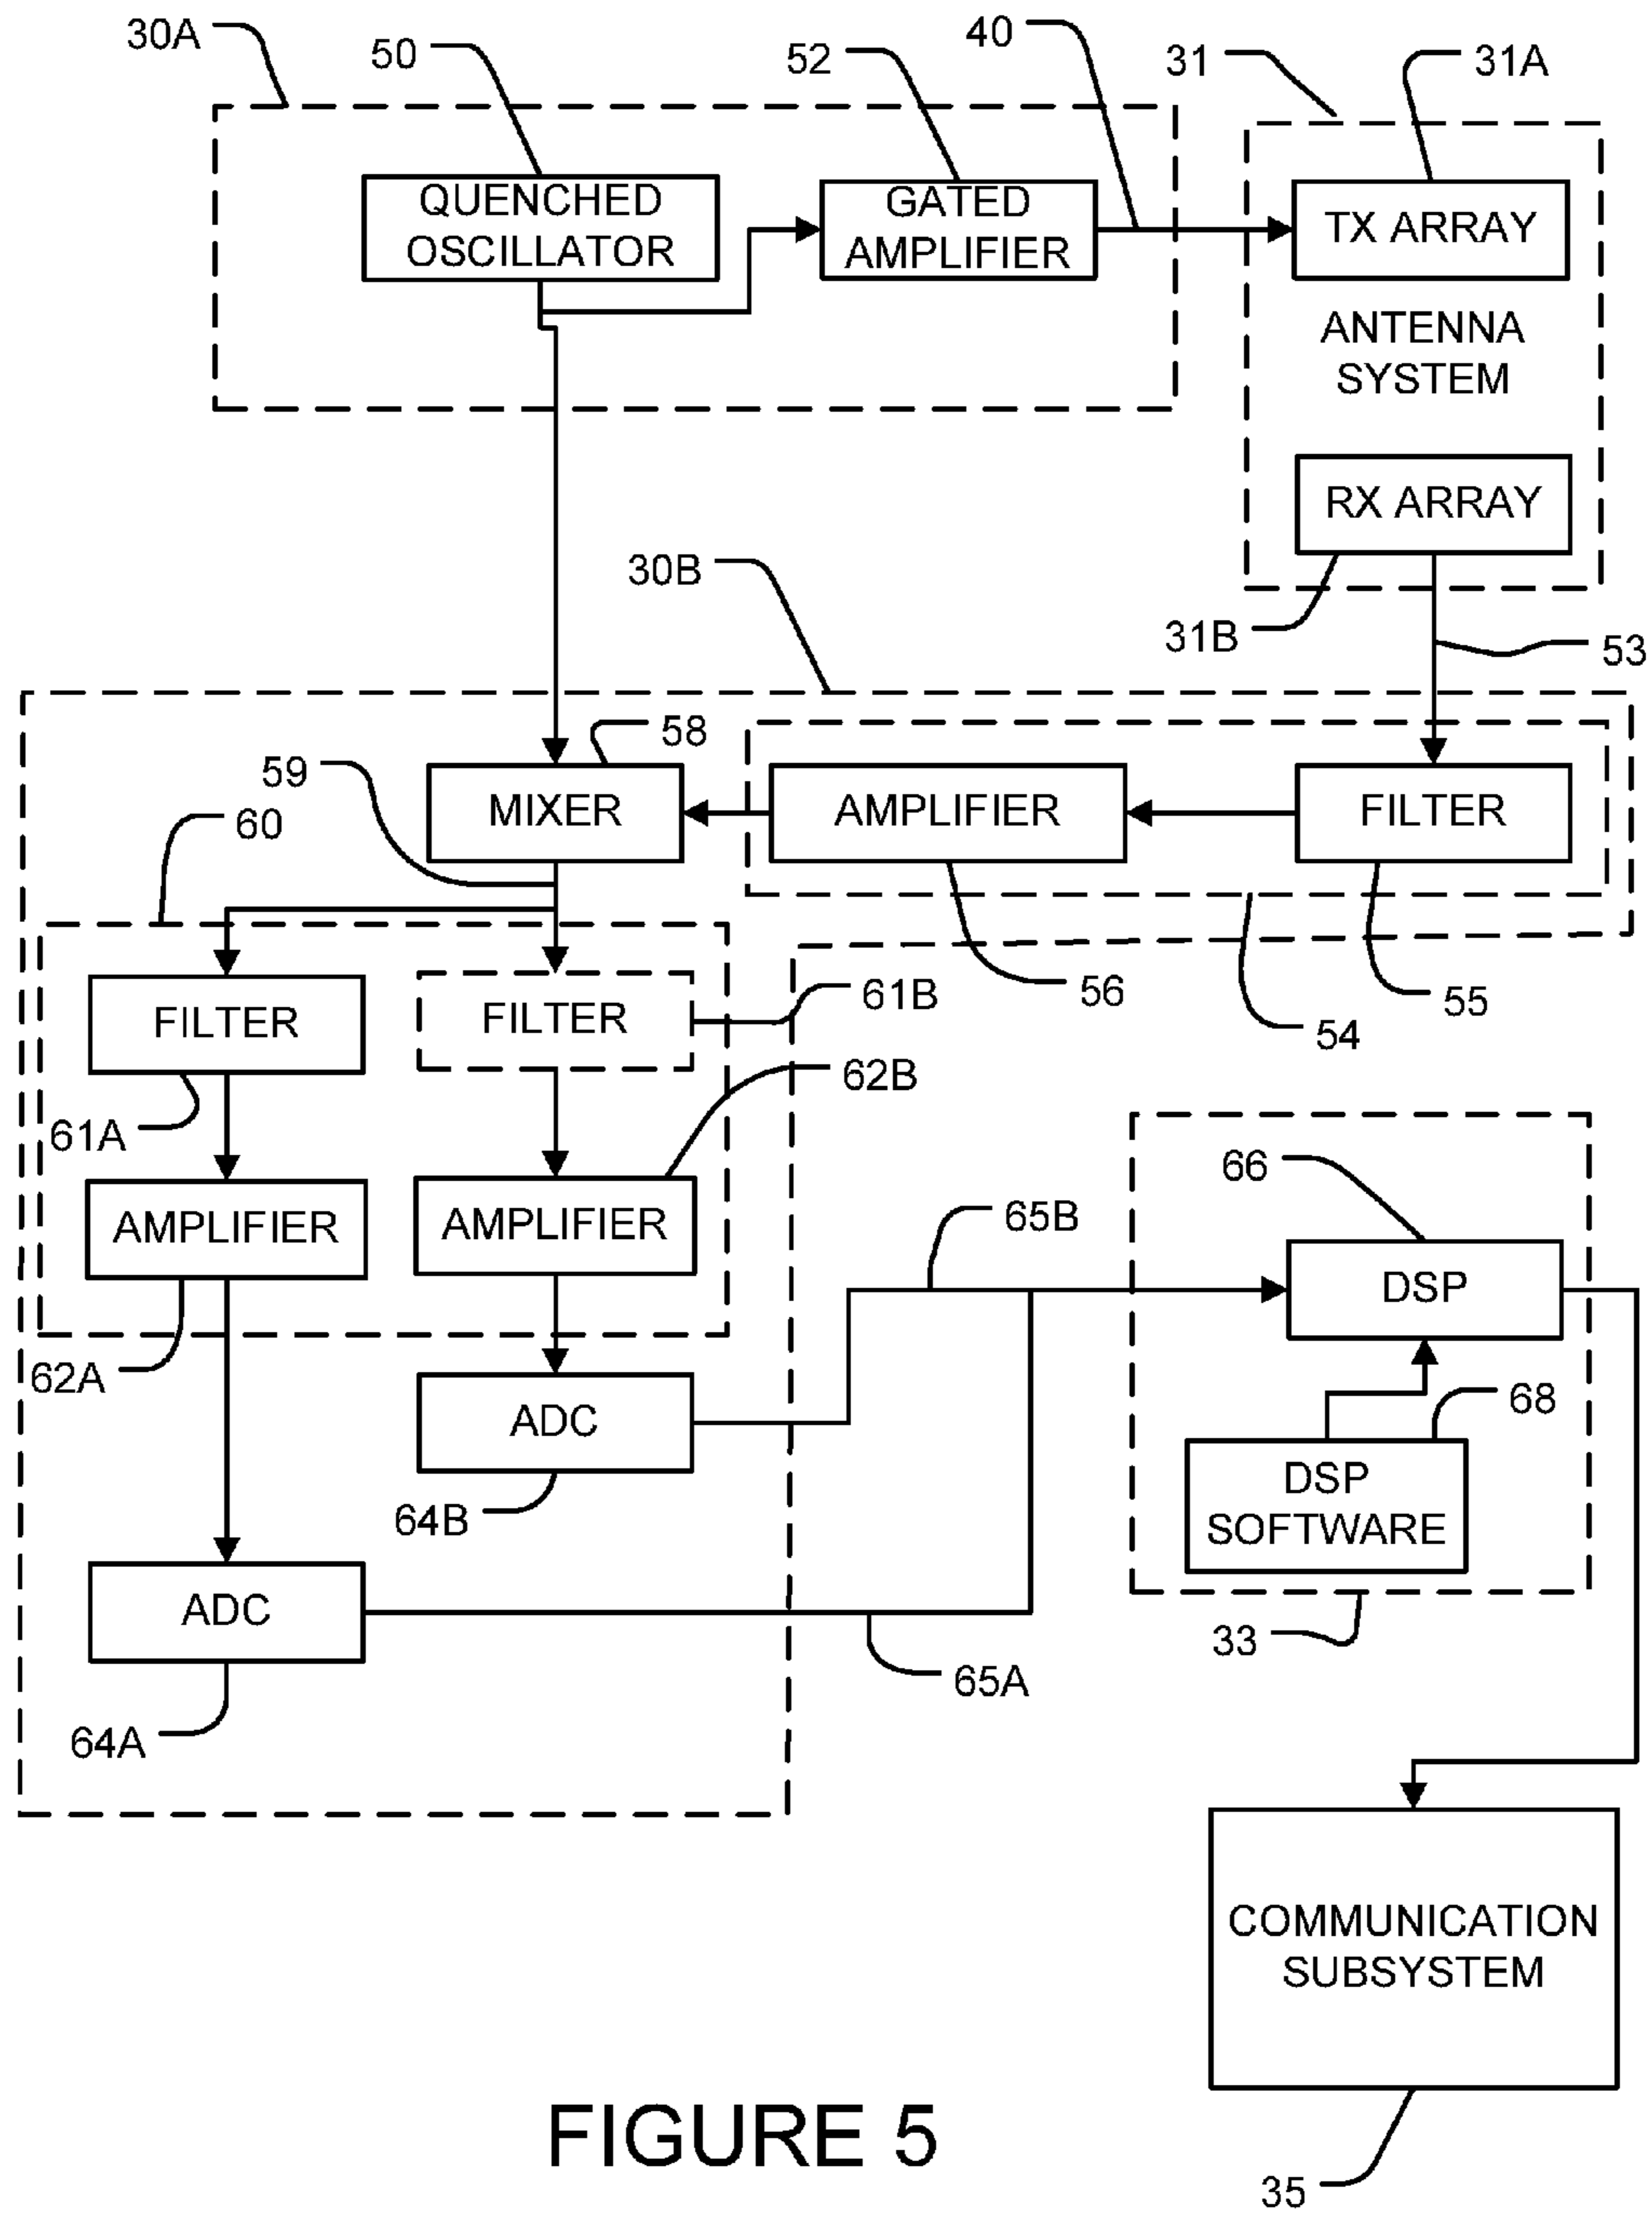 30A
50
52
40
31
31A
QUENCHED
OSCILLATOR
GATED
AMPLIFIER
TX ARRAY
ANTENNA
SYSTEM
RX ARRAY
30B
31B
53
58
59
MIXER
AMPLIFIER
FILTER
60
56
55
54
FILTER
FILTER
61B
61A
62B
AMPLIFIER
AMPLIFIER
62A
65B
66
DSP
68
ADC
64B
DSP
SOFTWARE
33
ADC
65A
64A
COMMUNICATION
SUBSYSTEM
35
FIGURE 5